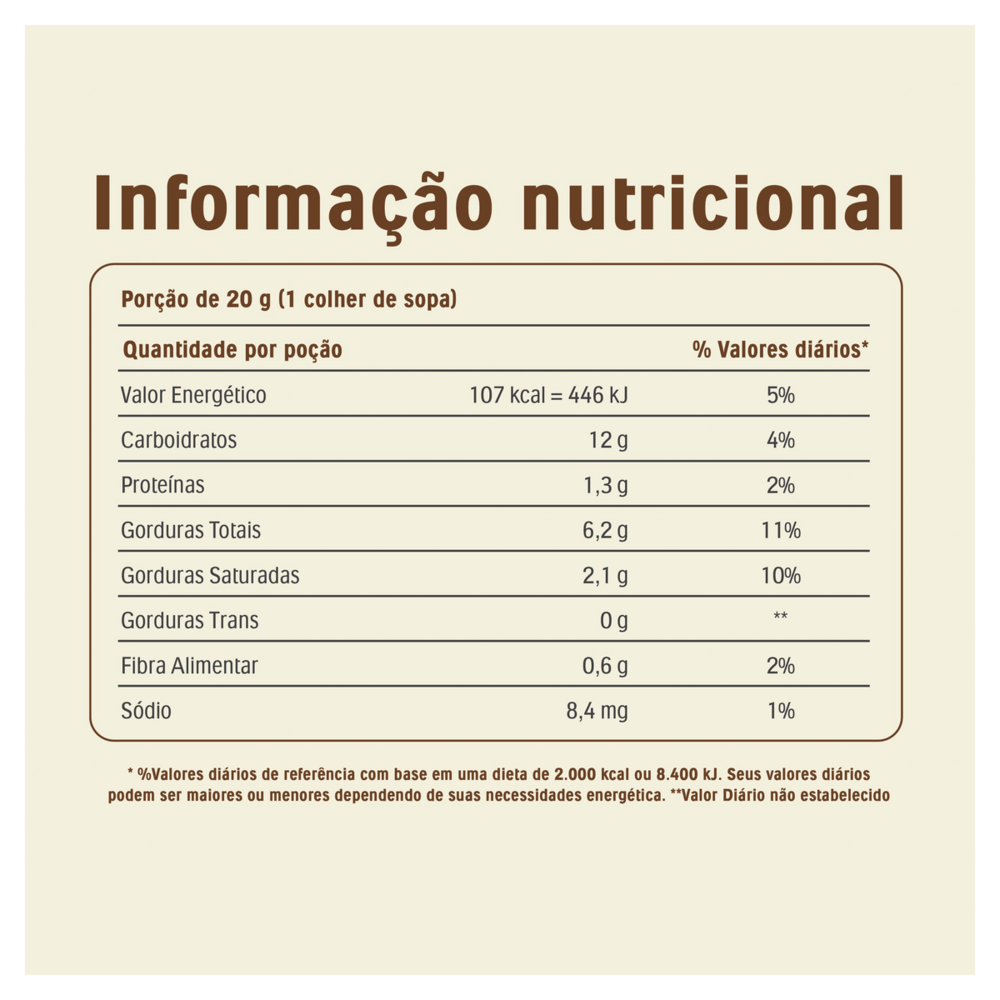 Informação nutricional
Porção de 20 g (1 colher de sopa)
Quantidade por poção % Valores diários*
Valor Energético 107 kcal = 446 kJ 5%
Carboidratos 12 g 4%
Proteínas 1,3 g 2%
Gorduras Totais 6,2 g 11%
Gorduras Saturadas 2,1 g 10%
Gorduras Trans 0 g **
Fibra Alimentar 0,6 g 2%
Sódio 8,4 mg 1%
* %Valores diários de referência com base em uma dieta de 2.000 kcal ou 8.400 kJ. Seus valores diários
podem ser maiores ou menores dependendo de suas necessidades energética. **Valor Diário não estabelecido